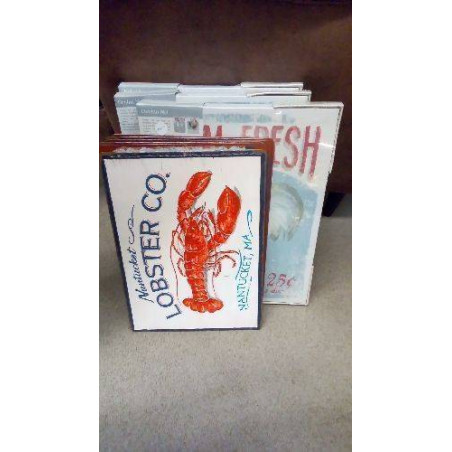 Nantucket
LOBSTER CO.
NANTUCKET, MA
FRESH
25¢